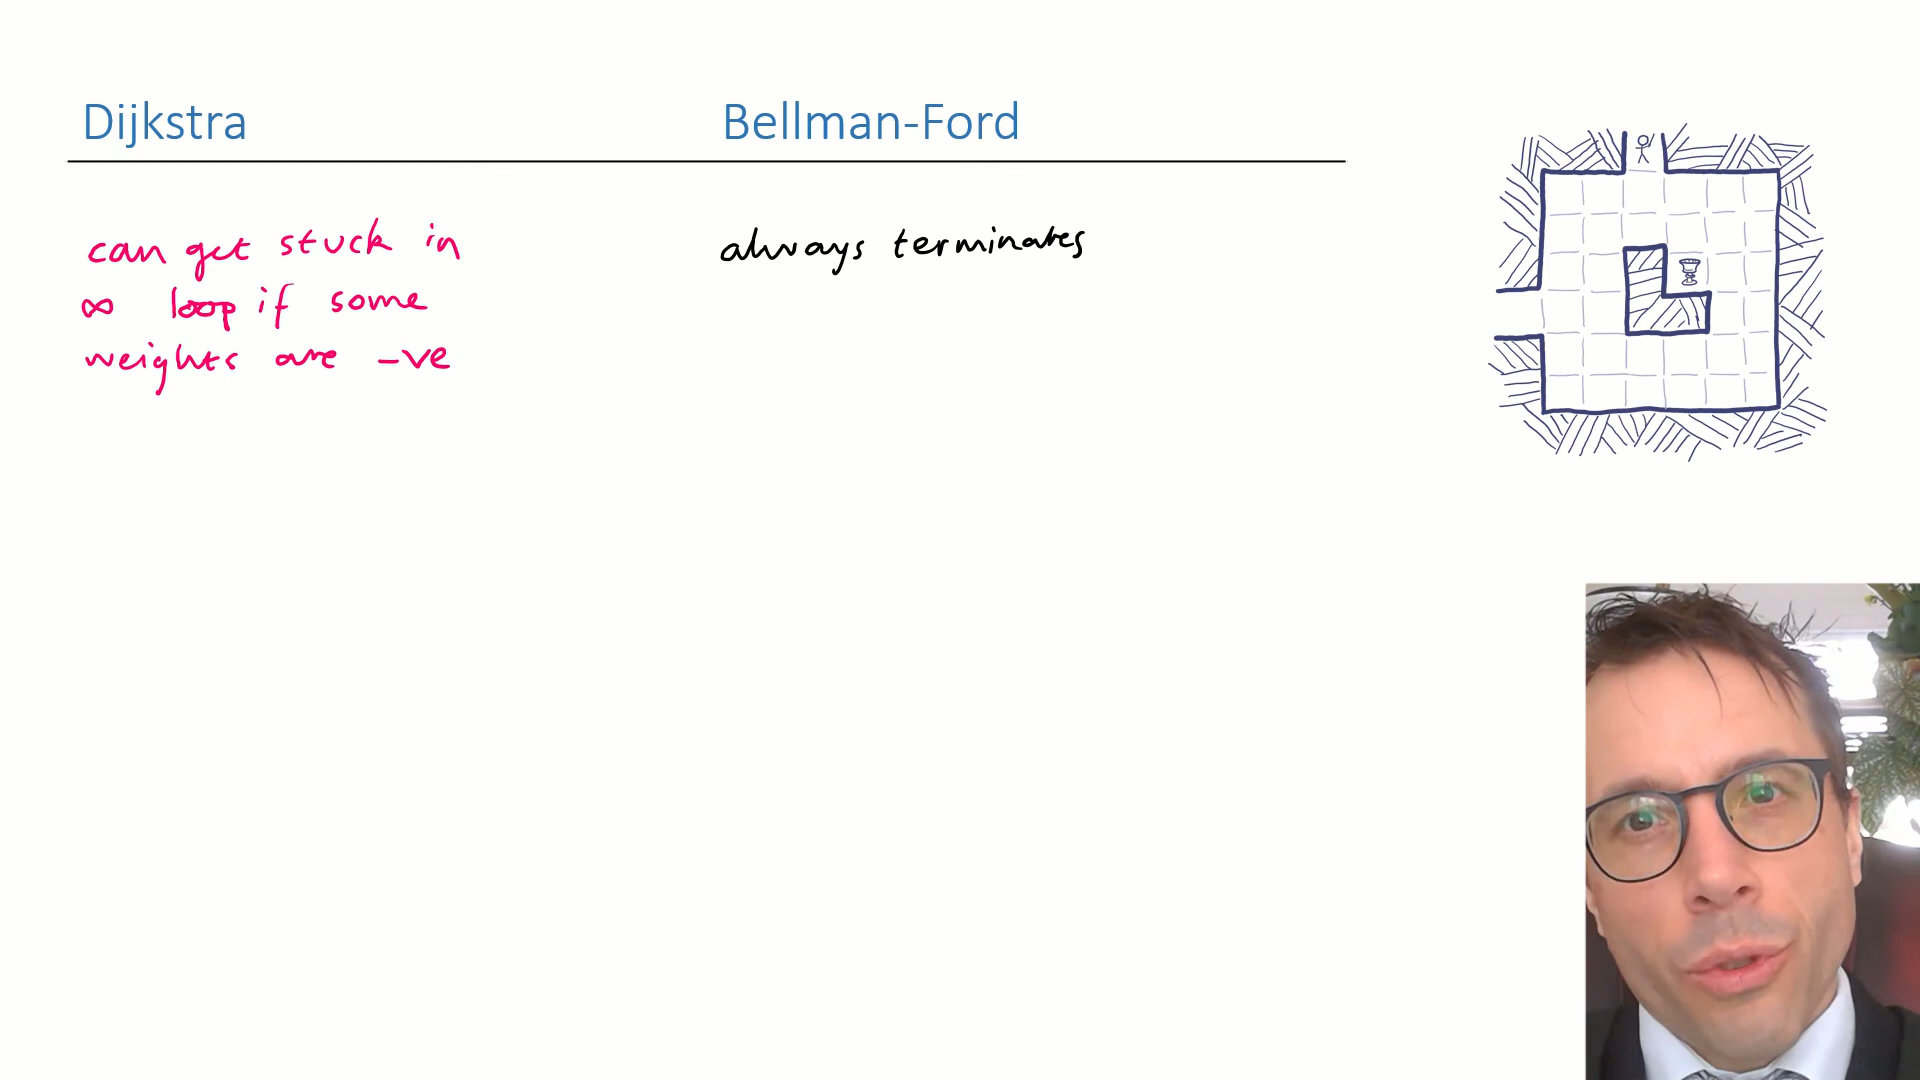 Dijkstra
Bellman-Ford
can get stuck in
∞ loop if some
weights are -ve
always terminates